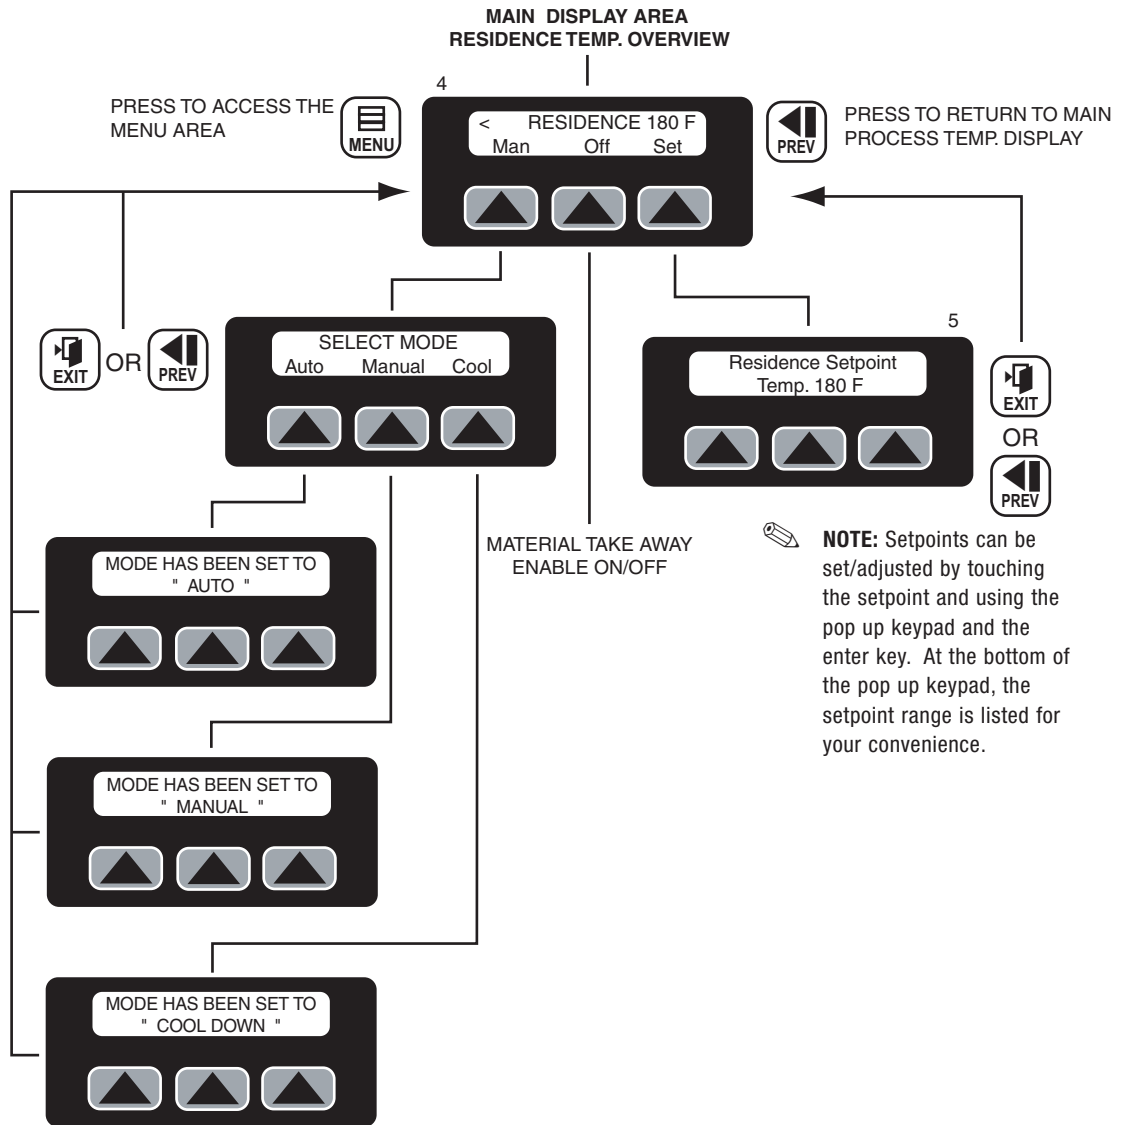 MAIN DISPLAY AREA
RESIDENCE TEMP. OVERVIEW
4
PRESS TO ACCESS THE
MENU AREA
MENU
< RESIDENCE 180 F
Man Off Set
PREV
PRESS TO RETURN TO MAIN
PROCESS TEMP. DISPLAY
EXIT
OR
PREV
SELECT MODE
Auto Manual Cool
5
Residence Setpoint
Temp. 180 F
EXIT
OR
PREV
MATERIAL TAKE AWAY
ENABLE ON/OFF
NOTE: Setpoints can be
set/adjusted by touching
the setpoint and using the
pop up keypad and the
enter key. At the bottom of
the pop up keypad, the
setpoint range is listed for
your convenience.
MODE HAS BEEN SET TO
" AUTO "
MODE HAS BEEN SET TO
" MANUAL "
MODE HAS BEEN SET TO
" COOL DOWN "